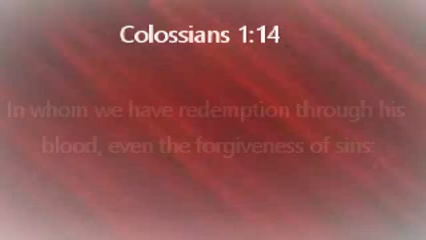 Colossians 1:14
In whom we have redemption through his
blood, even the forgiveness of sins: